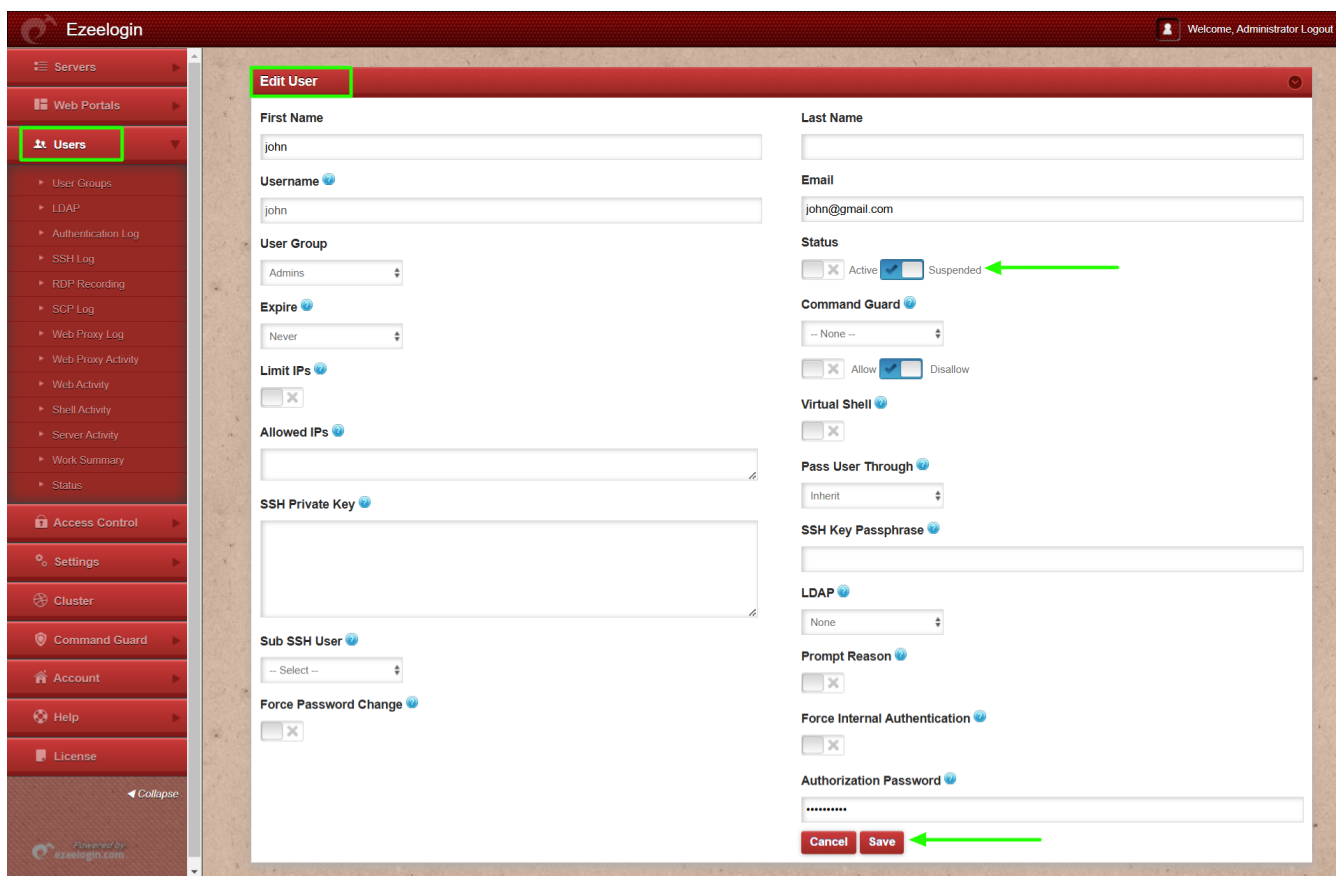 Ezeelogin
Welcome, Administrator Logout
Servers
Web Portals
Users
User Groups
LDAP
Authentication Log
SSH Log
RDP Recording
SCP Log
Web Proxy Log
Web Proxy Activity
Web Activity
Shell Activity
Server Activity
Work Summary
Status
Access Control
Settings
Cluster
Command Guard
Account
Help
License
Collapse
Powered by
ezeelogin.com
Edit User
First Name
john
Username
john
User Group
Admins
Expire
Never
Limit IPs
Allowed IPs
SSH Private Key
Sub SSH User
-- Select --
Force Password Change
Last Name
Email
john@gmail.com
Status
Active Suspended
Command Guard
-- None --
Allow Disallow
Virtual Shell
Pass User Through
Inherit
SSH Key Passphrase
LDAP
None
Prompt Reason
Force Internal Authentication
Authorization Password
••••••••••
Cancel Save